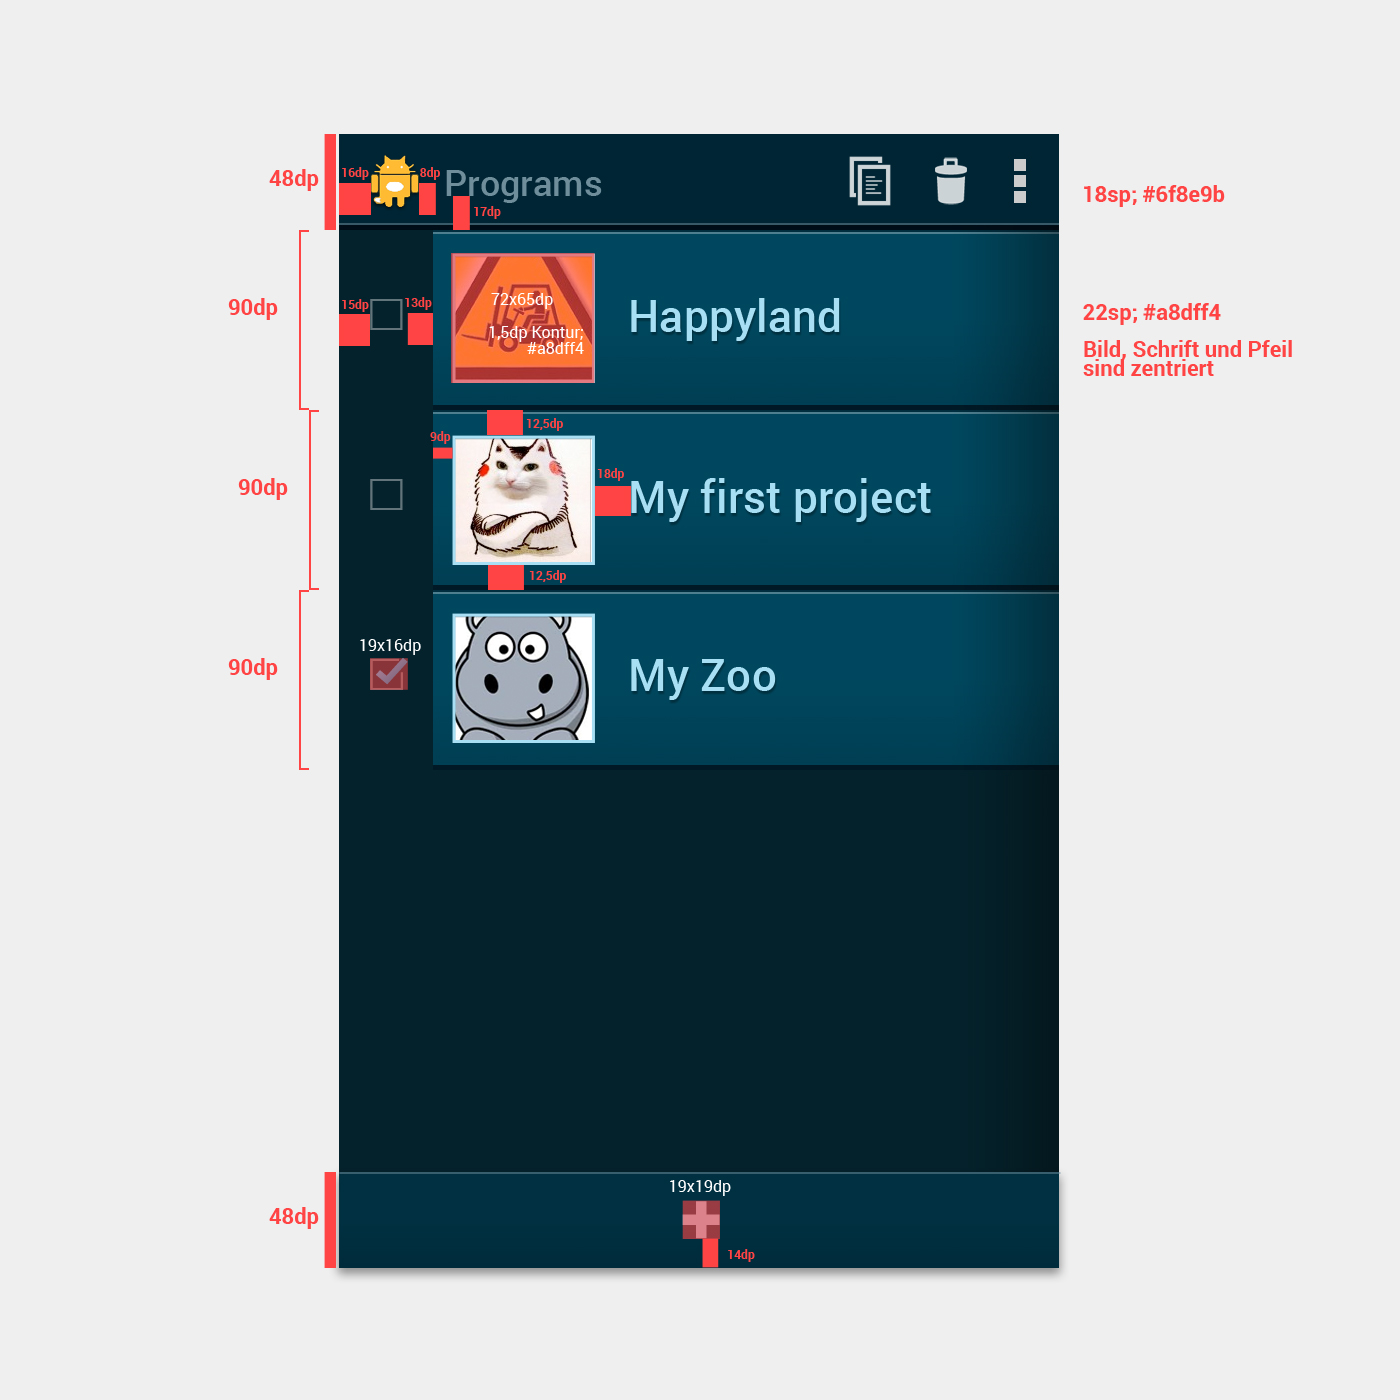 48dp
16dp
8dp
Programs
17dp
18sp; #6f8e9b
90dp
15dp
13dp
72x65dp
1,5dp Kontur;
#a8dff4
Happyland
22sp; #a8dff4
Bild, Schrift und Pfeil
sind zentriert
90dp
9dp
12,5dp
18dp
My first project
12,5dp
90dp
19x16dp
My Zoo
48dp
19x19dp
14dp